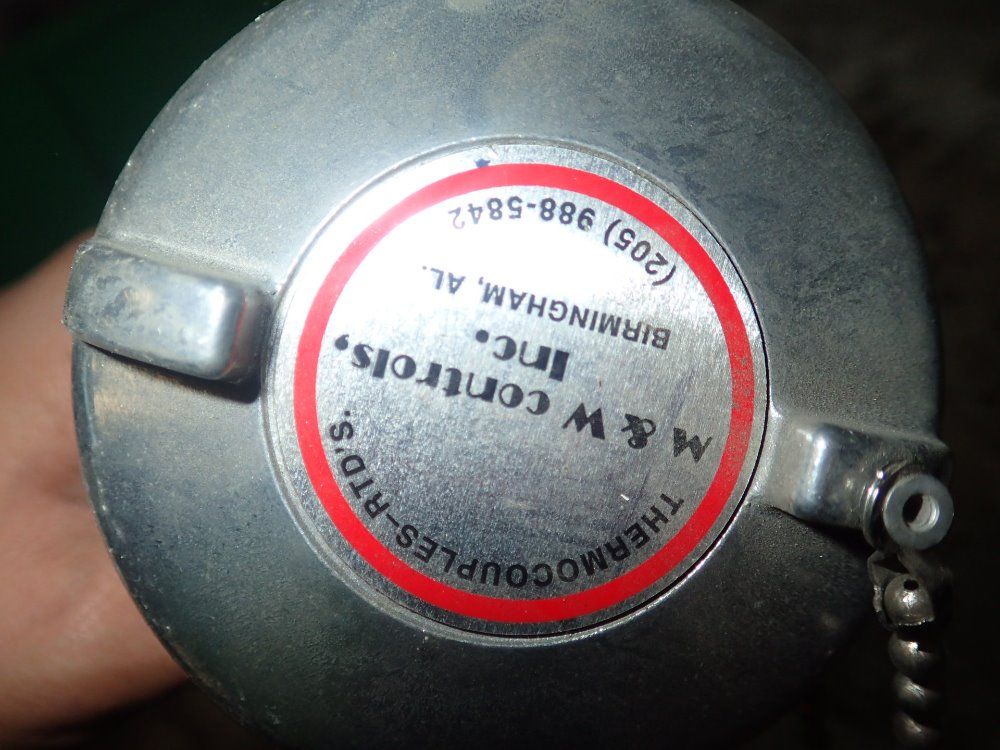 THERMOCOUPLES-RTD'S.
M & W controls,
Inc.
BIRMINGHAM, AL.
(205) 988-5842